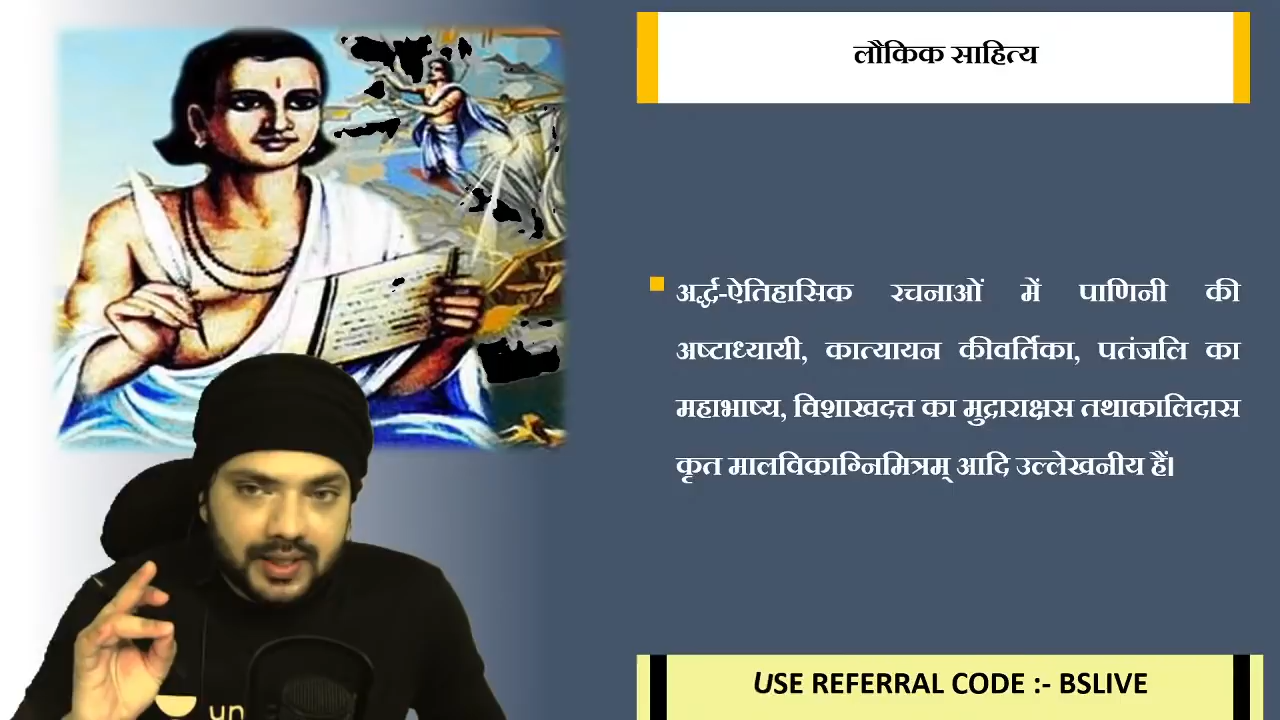 लौकिक साहित्य
अर्द्ध-ऐतिहासिक रचनाओं में पाणिनी की
अष्टाध्यायी, कात्यायन कीवर्तिका, पतंजलि का
महाभाष्य, विशाखदत्त का मुद्राराक्षस तथाकालिदास
कृत मालविकाग्निमित्रम् आदि उल्लेखनीय हैं।
USE REFERRAL CODE :- BSLIVE
un